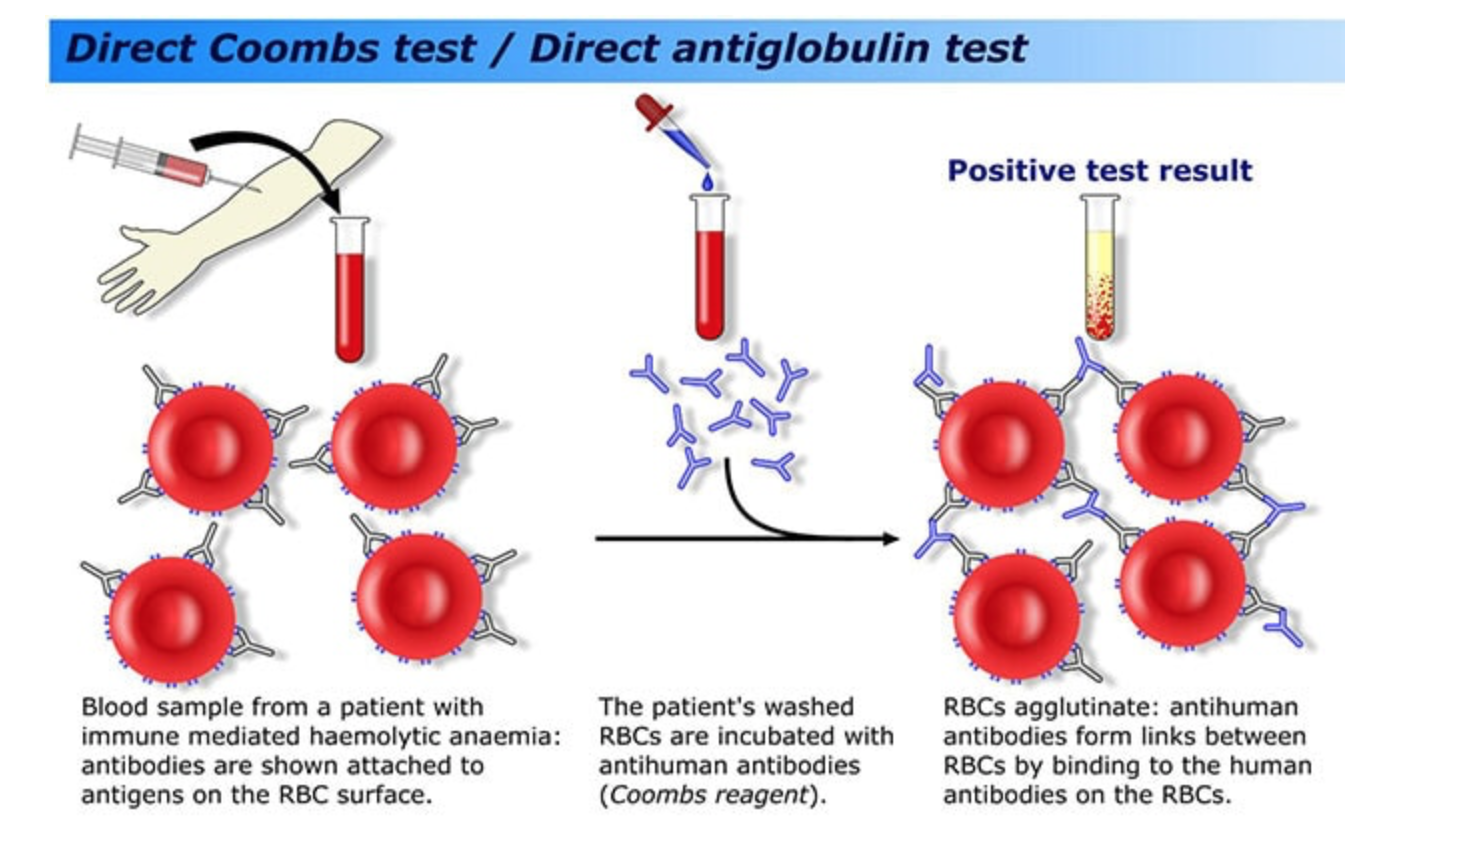 Direct Coombs test / Direct antiglobulin test
Positive test result
Blood sample from a patient with
immune mediated haemolytic anaemia:
antibodies are shown attached to
antigens on the RBC surface.
The patient's washed
RBCs are incubated with
antihuman antibodies
(Coombs reagent).
RBCs agglutinate: antihuman
antibodies form links between
RBCs by binding to the human
antibodies on the RBCs.